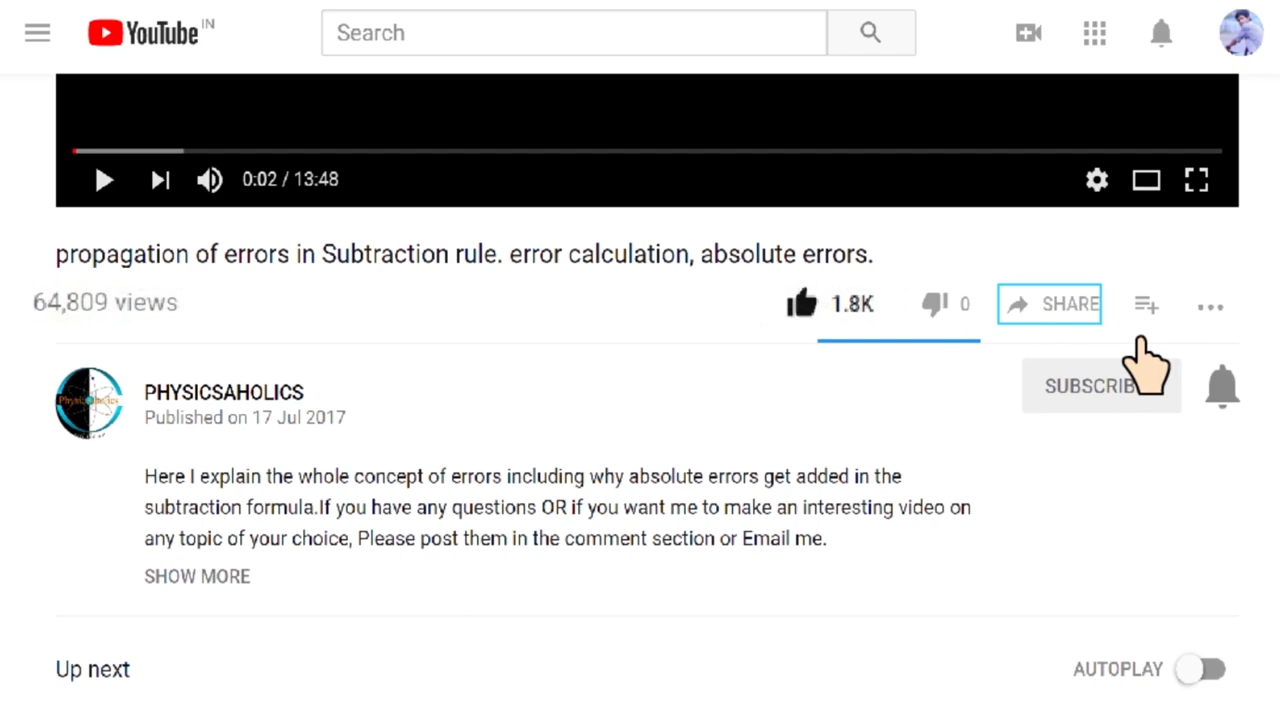 YouTube IN
Search
0:02 / 13:48
propagation of errors in Subtraction rule. error calculation, absolute errors.
64,809 views
1.8K
0
SHARE
PHYSICSAHOLICS
SUBSCRIB
Published on 17 Jul 2017
Here I explain the whole concept of errors including why absolute errors get added in the
subtraction formula.If you have any questions OR if you want me to make an interesting video on
any topic of your choice, Please post them in the comment section or Email me.
SHOW MORE
Up next
AUTOPLAY